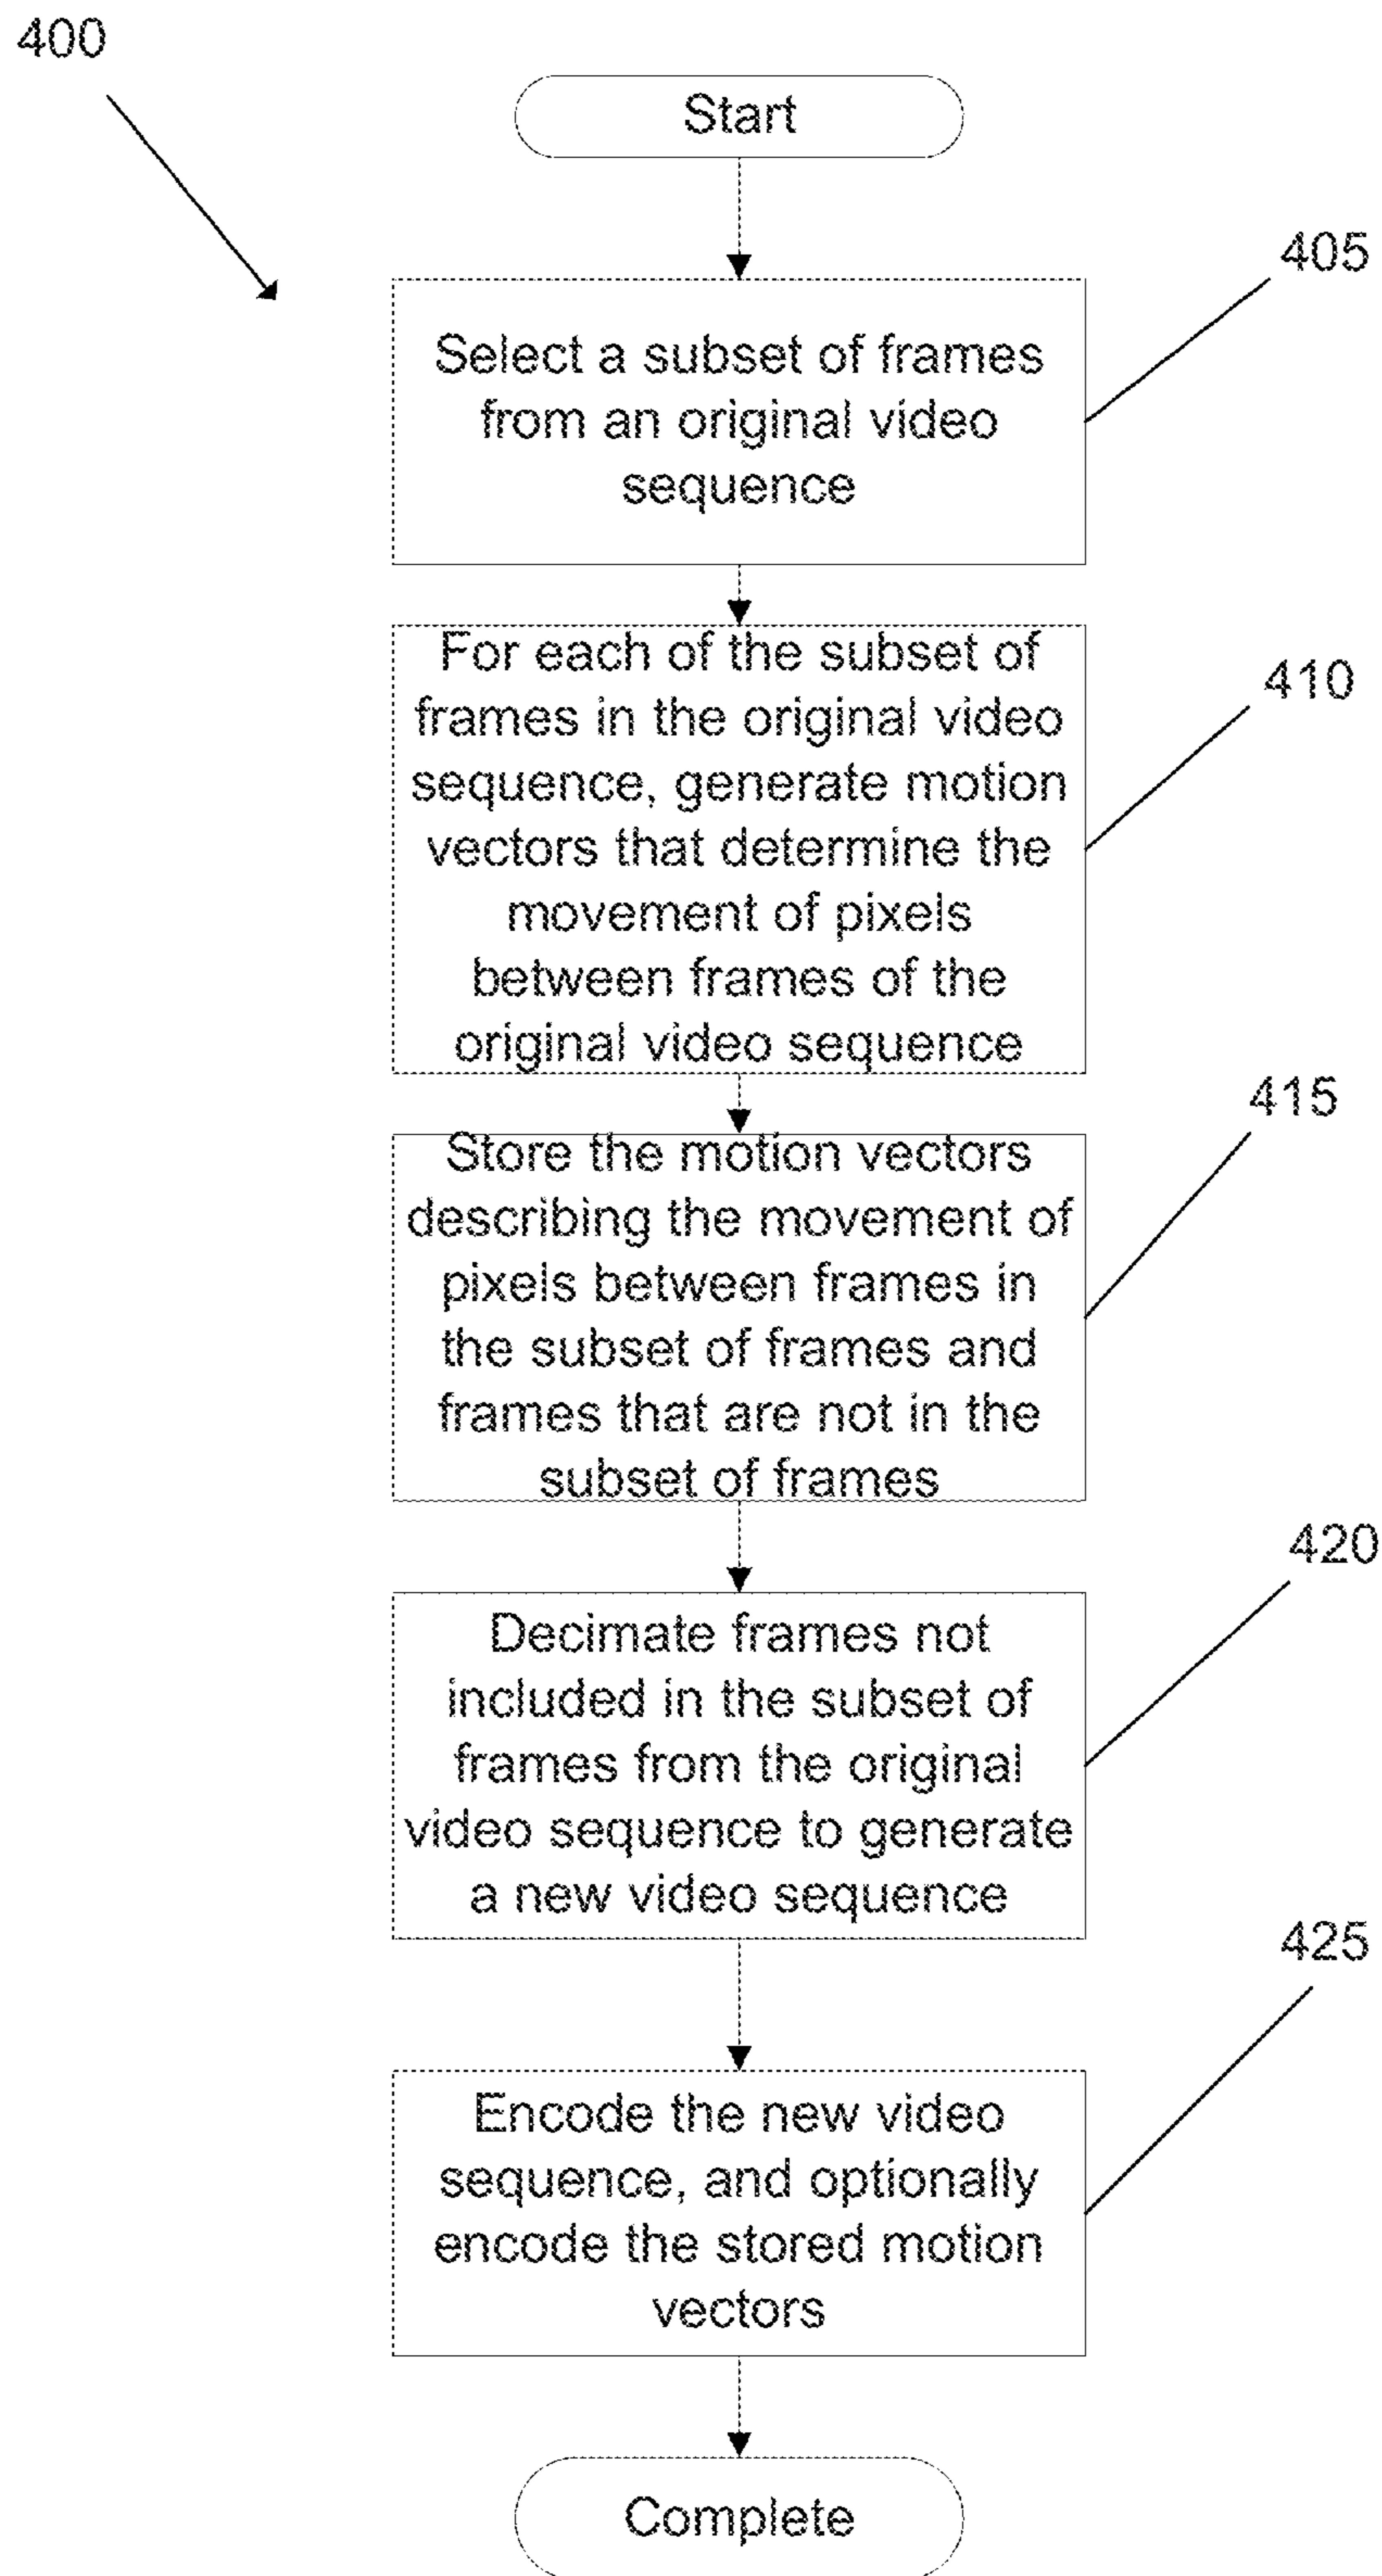 400
Start
405
Select a subset of frames
from an original video
sequence
410
For each of the subset of
frames in the original video
sequence, generate motion
vectors that determine the
movement of pixels
between frames of the
original video sequence
415
Store the motion vectors
describing the movement of
pixels between frames in
the subset of frames and
frames that are not in the
subset of frames
420
Decimate frames not
included in the subset of
frames from the original
video sequence to generate
a new video sequence
425
Encode the new video
sequence, and optionally
encode the stored motion
vectors
Complete